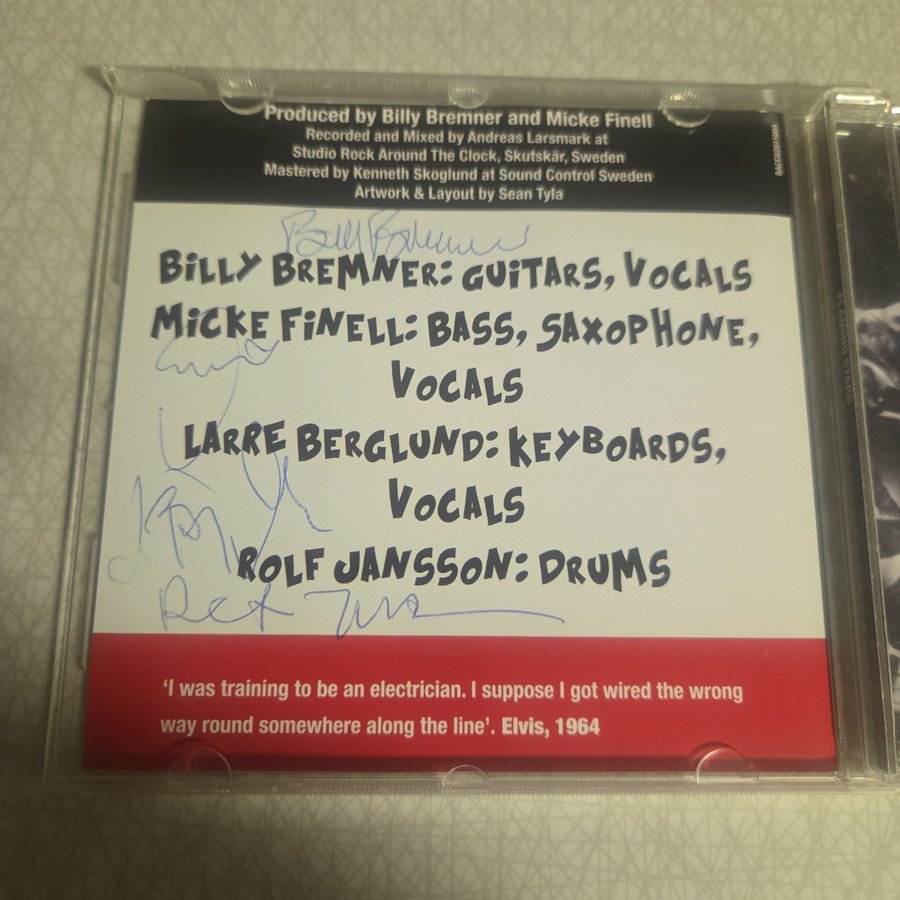 Produced by Billy Bremner and Micke Finell
Recorded and Mixed by Andreas Larsmark at
Studio Rock Around The Clock, Skutskär, Sweden
Mastered by Kenneth Skoglund at Sound Control Sweden
Artwork & Layout by Sean Tyla
Billy Bremner
BiLLY BREMNER: GUiTARS, VOCALS
MiCKE FiNELL: BASS, SAXOPHONE,
VOCALS
LARRE BERGLUND: KEYBOARDS,
VOCALS
ROLF JANSSON: DRUMS
'I was training to be an electrician. I suppose I got wired the wrong
way round somewhere along the line'. Elvis, 1964